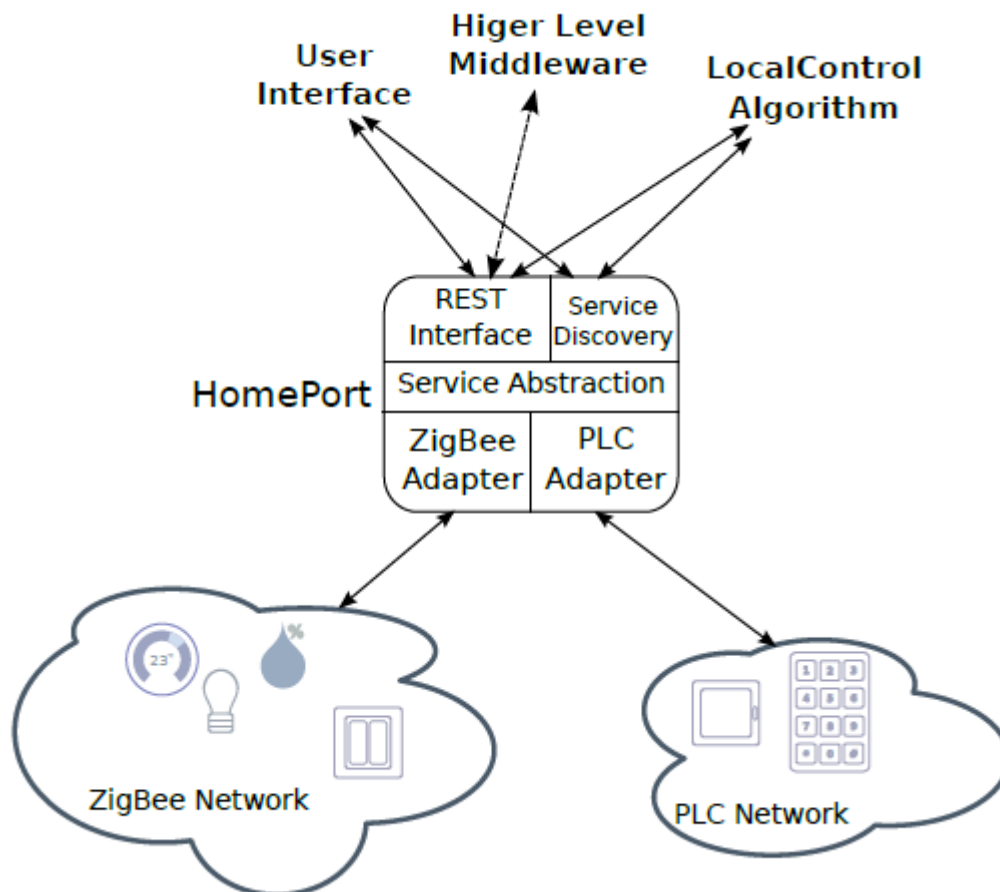 User
Interface
Higer Level
Middleware
LocalControl
Algorithm
REST
Interface
Service
Discovery
HomePort
Service Abstraction
ZigBee
Adapter
PLC
Adapter
23°
%
1 2 3
4 5 6
7 8 9
* 0 #
ZigBee Network
PLC Network